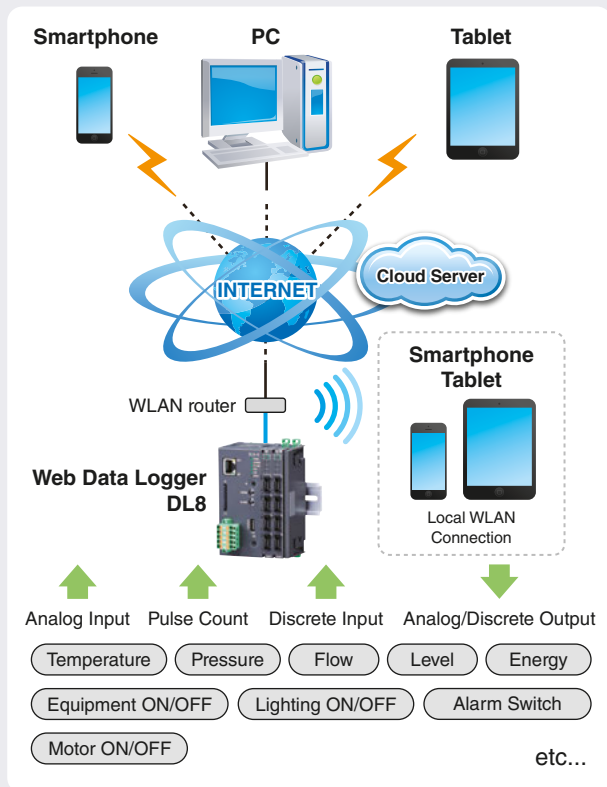 Smartphone
PC
Tablet
INTERNET
Cloud Server
WLAN router
Smartphone
Tablet
Local WLAN
Connection
Web Data Logger
DL8
Analog Input
Pulse Count
Discrete Input
Analog/Discrete Output
Temperature
Pressure
Flow
Level
Energy
Equipment ON/OFF
Lighting ON/OFF
Alarm Switch
Motor ON/OFF
etc...